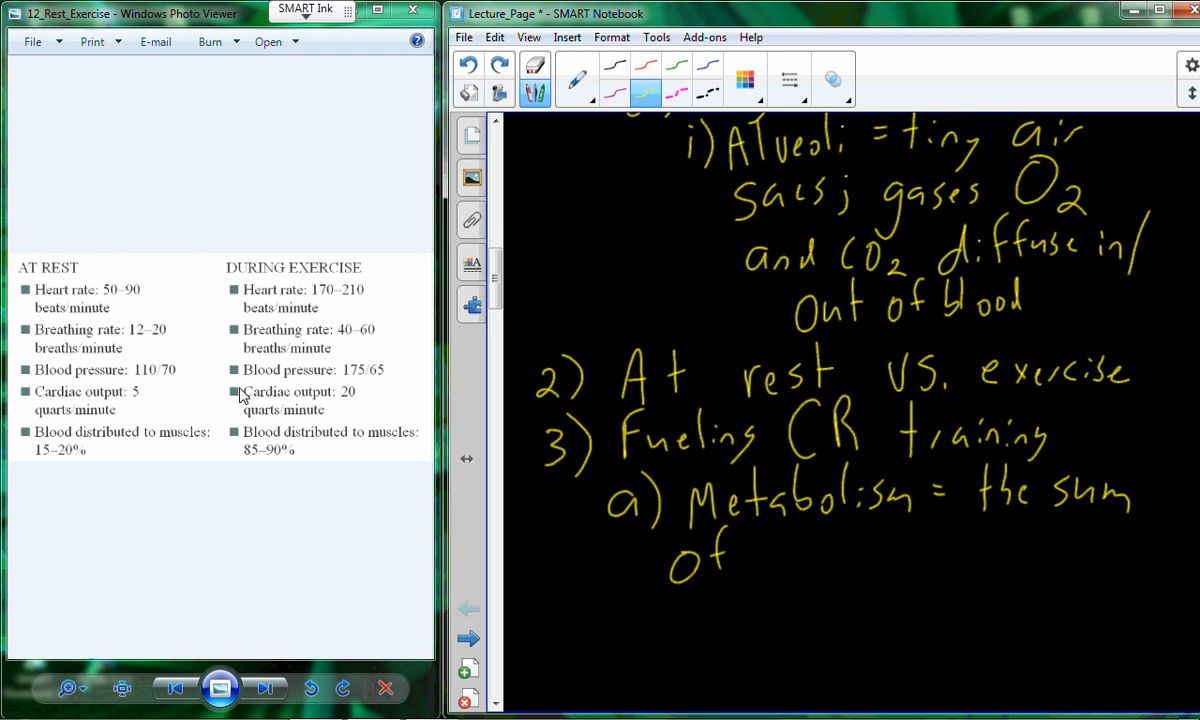 12_Rest_Exercise - Windows Photo Viewer
SMART Ink
File Print E-mail Burn Open
AT REST
Heart rate: 50–90
beats/minute
Breathing rate: 12–20
breaths/minute
Blood pressure: 110/70
Cardiac output: 5
quarts/minute
Blood distributed to muscles:
15–20%
DURING EXERCISE
Heart rate: 170–210
beats/minute
Breathing rate: 40–60
breaths/minute
Blood pressure: 175/65
Cardiac output: 20
quarts/minute
Blood distributed to muscles:
85–90%
Lecture_Page * - SMART Notebook
File Edit View Insert Format Tools Add-ons Help
i) Alveoli = tiny air
sacs; gases O2
and CO2 diffuse in/
out of blood
2) At rest vs. exercise
3) Fueling CR training
a) Metabolism = the sum
of